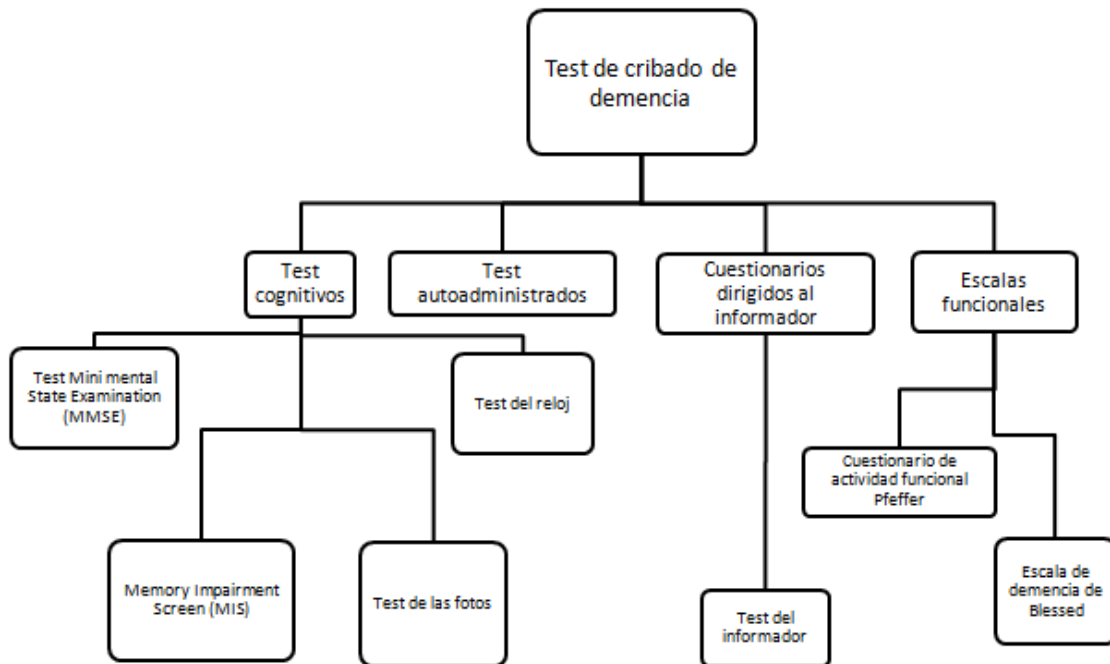 Test de cribado de
demencia
Test
cognitivos
Test
autoadministrados
Cuestionarios
dirigidos al
informador
Escalas
funcionales
Test Mini mental
State Examination
(MMSE)
Test del reloj
Cuestionario de
actividad funcional
Pfeffer
Memory Impairment
Screen (MIS)
Test de las fotos
Test del
informador
Escala de
demencia de
Blessed